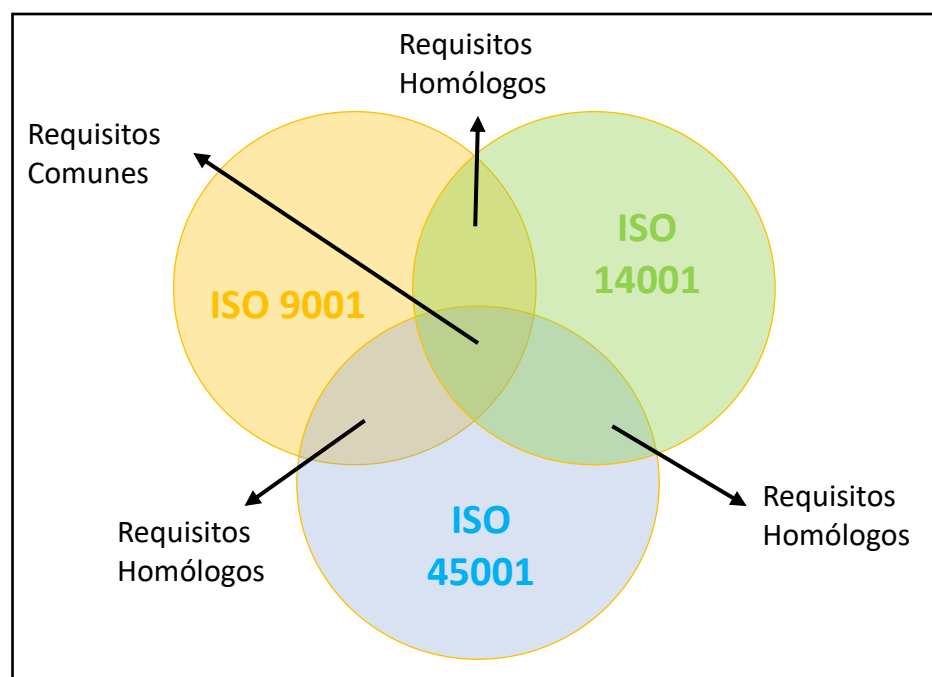 Requisitos
Homólogos
Requisitos
Comunes
ISO
14001
ISO 9001
Requisitos
Homólogos
Requisitos
Homólogos
ISO
45001